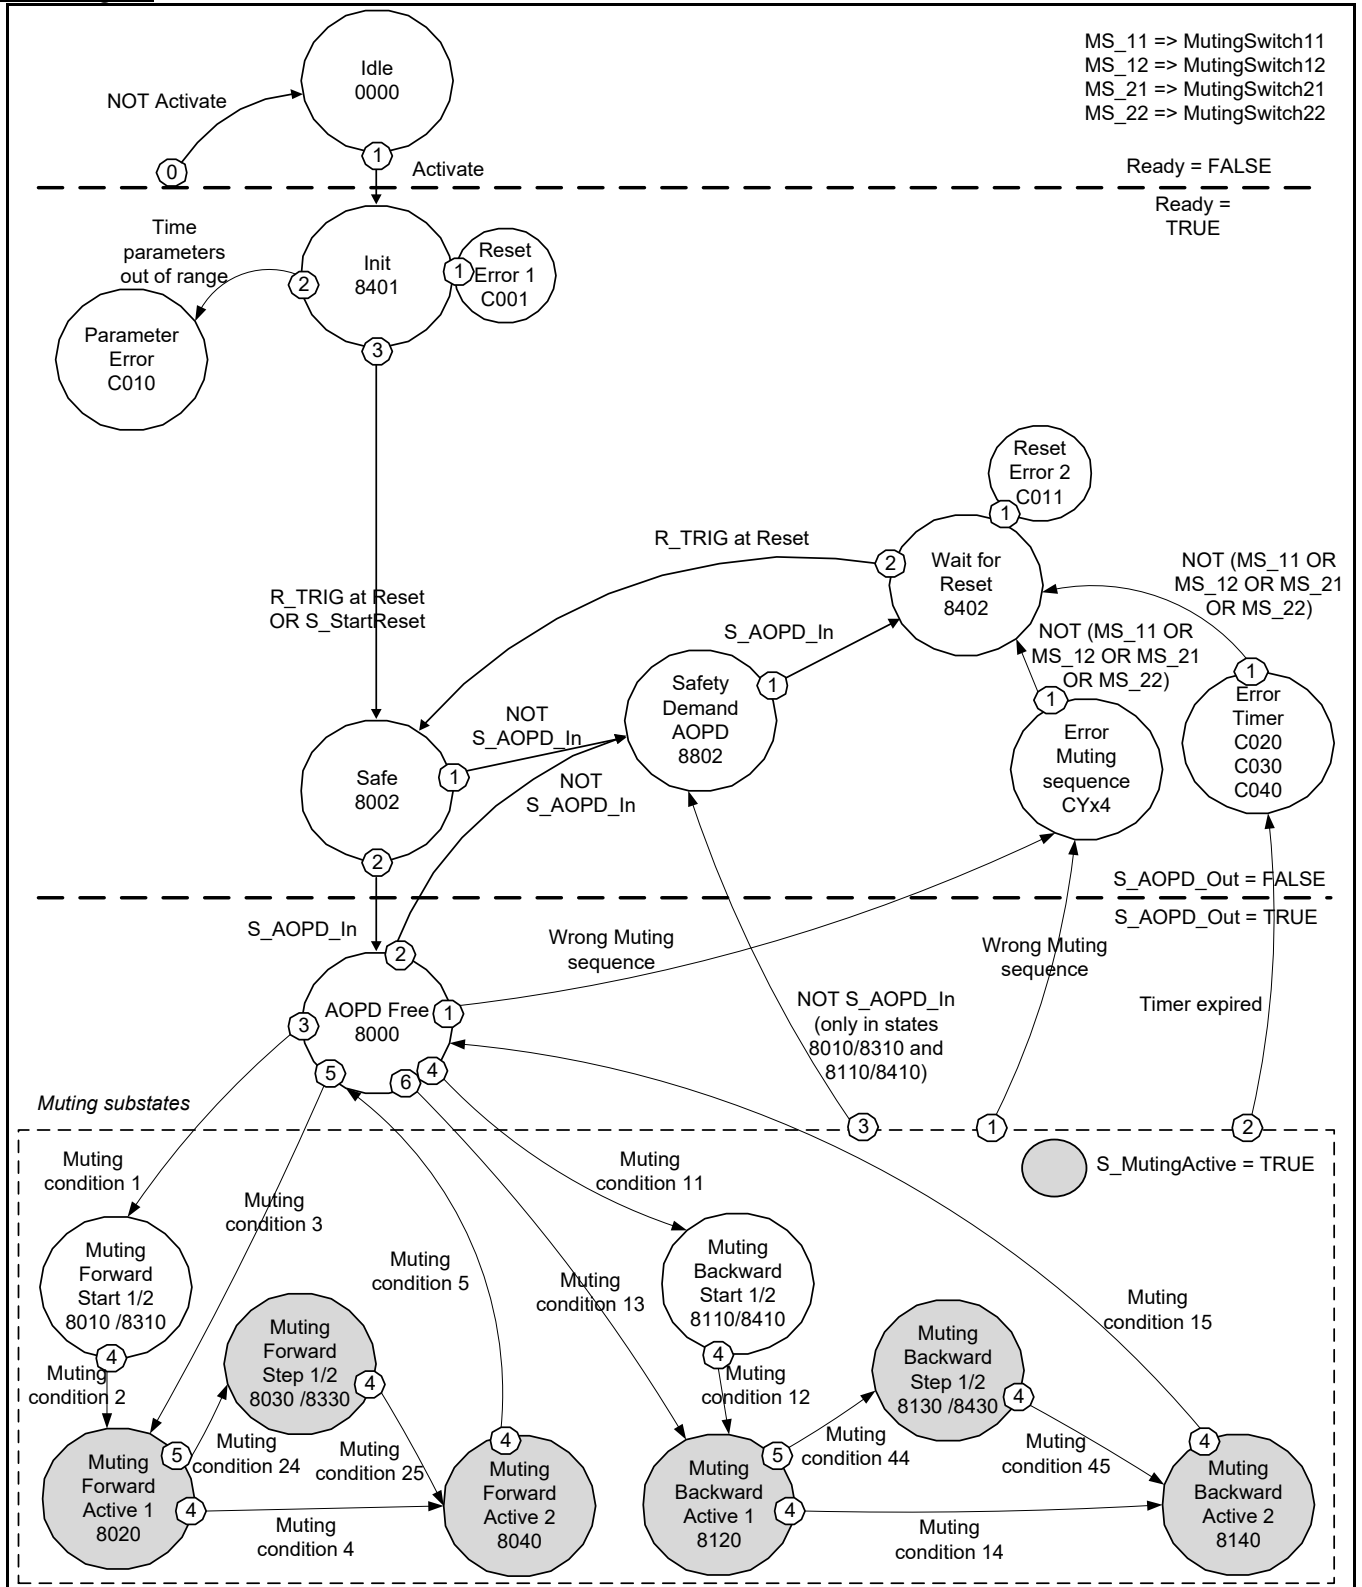 MS_11 => MutingSwitch11
MS_12 => MutingSwitch12
MS_21 => MutingSwitch21
MS_22 => MutingSwitch22
Idle
0000
NOT Activate
0
1
Activate
Ready = FALSE
Ready =
TRUE
Time
parameters
out of range
Init
8401
1
2
3
Reset
Error 1
C001
Parameter
Error
C010
Reset
Error 2
C011
1
R_TRIG at Reset
2
Wait for
Reset
8402
NOT (MS_11 OR
MS_12 OR MS_21
OR MS_22)
R_TRIG at Reset
OR S_StartReset
S_AOPD_In
NOT (MS_11 OR
MS_12 OR MS_21
OR MS_22)
Safety
Demand
AOPD
8802
1
1
Error
Muting
sequence
CYx4
1
Error
Timer
C020
C030
C040
NOT
S_AOPD_In
NOT
S_AOPD_In
Safe
8002
1
2
S_AOPD_Out = FALSE
S_AOPD_Out = TRUE
S_AOPD_In
2
Wrong Muting
sequence
Wrong Muting
sequence
AOPD Free
8000
1
3
5
6
4
NOT S_AOPD_In
(only in states
8010/8310 and
8110/8410)
Timer expired
Muting substates
3
1
2
S_MutingActive = TRUE
Muting
condition 1
Muting
condition 3
Muting
condition 11
Muting
Forward
Start 1/2
8010 /8310
4
Muting
condition 5
Muting
condition 13
Muting
Backward
Start 1/2
8110/8410
4
Muting
condition 15
Muting
condition 2
Muting
Forward
Step 1/2
8030 /8330
4
Muting
condition 12
Muting
Backward
Step 1/2
8130 /8430
4
Muting
Forward
Active 1
8020
5
4
Muting
condition 24
Muting
condition 25
4
Muting
Forward
Active 2
8040
Muting
Backward
Active 1
8120
5
4
Muting
condition 44
Muting
condition 45
4
Muting
Backward
Active 2
8140
Muting
condition 4
Muting
condition 14